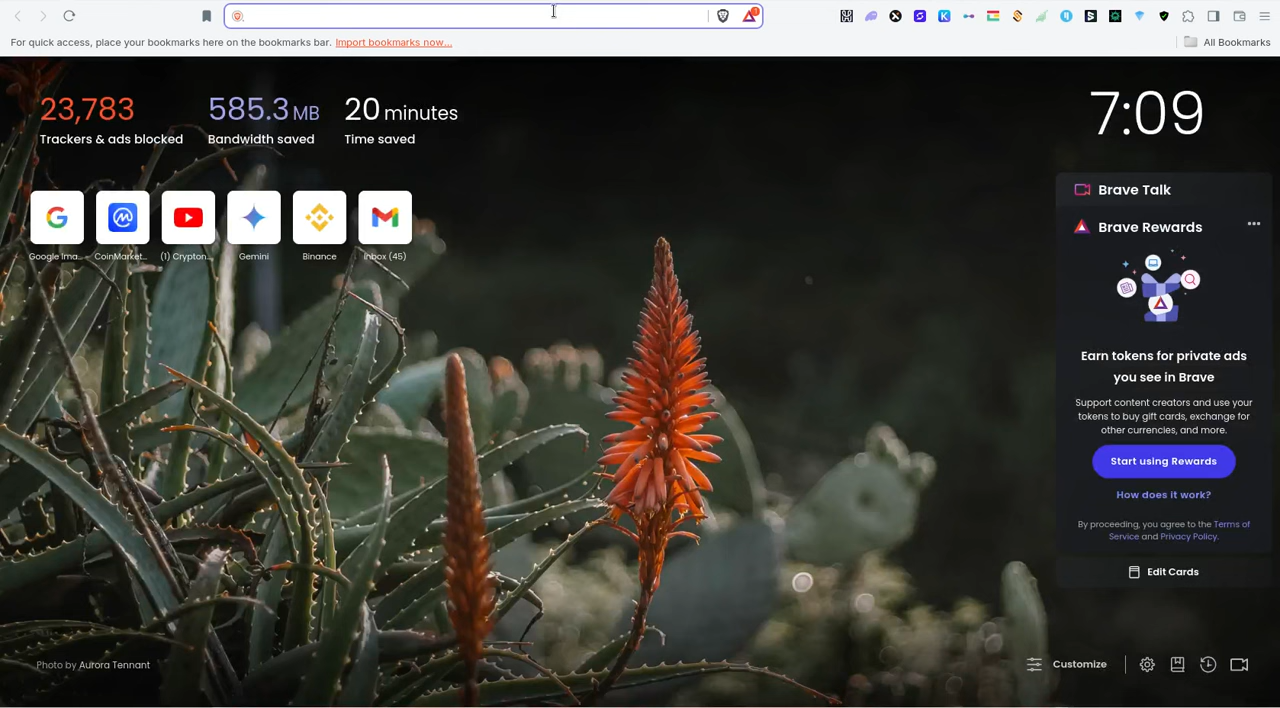 For quick access, place your bookmarks here on the bookmarks bar. Import bookmarks now...
All Bookmarks
23,783
Trackers & ads blocked
585.3 MB
Bandwidth saved
20 minutes
Time saved
7:09
Google Ima...
CoinMarket...
(1) Crypton...
Gemini
Binance
Inbox (45)
Brave Talk
Brave Rewards
Earn tokens for private ads
you see in Brave
Support content creators and use your
tokens to buy gift cards, exchange for
other currencies, and more.
Start using Rewards
How does it work?
By proceeding, you agree to the Terms of
Service and Privacy Policy.
Edit Cards
Photo by Aurora Tennant
Customize